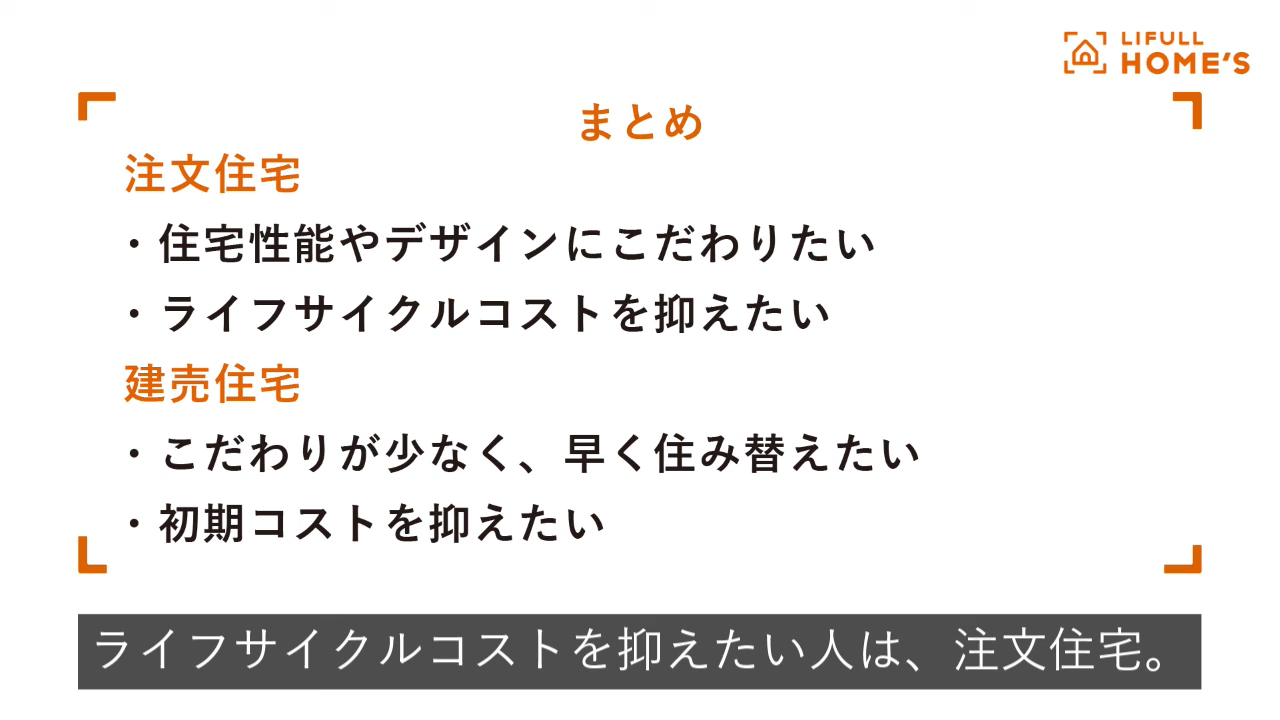 LIFULL
HOME'S
まとめ
注文住宅
・住宅性能やデザインにこだわりたい
・ライフサイクルコストを抑えたい
建売住宅
・こだわりが少なく、早く住み替えたい
・初期コストを抑えたい
ライフサイクルコストを抑えたい人は、注文住宅。